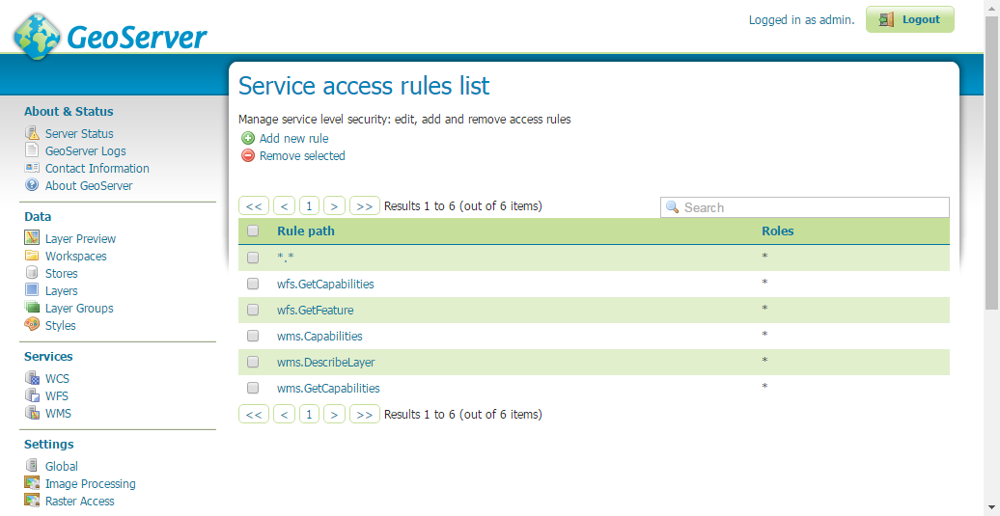 GeoServer
Logged in as admin.
Logout
About & Status
Server Status
GeoServer Logs
Contact Information
About GeoServer
Data
Layer Preview
Workspaces
Stores
Layers
Layer Groups
Styles
Services
WCS
WFS
WMS
Settings
Global
Image Processing
Raster Access
Service access rules list
Manage service level security: edit, add and remove access rules
Add new rule
Remove selected
<< < 1 > >> Results 1 to 6 (out of 6 items)
Search
Rule path Roles
*.* *
wfs.GetCapabilities *
wfs.GetFeature *
wms.Capabilities *
wms.DescribeLayer *
wms.GetCapabilities *
<< < 1 > >> Results 1 to 6 (out of 6 items)